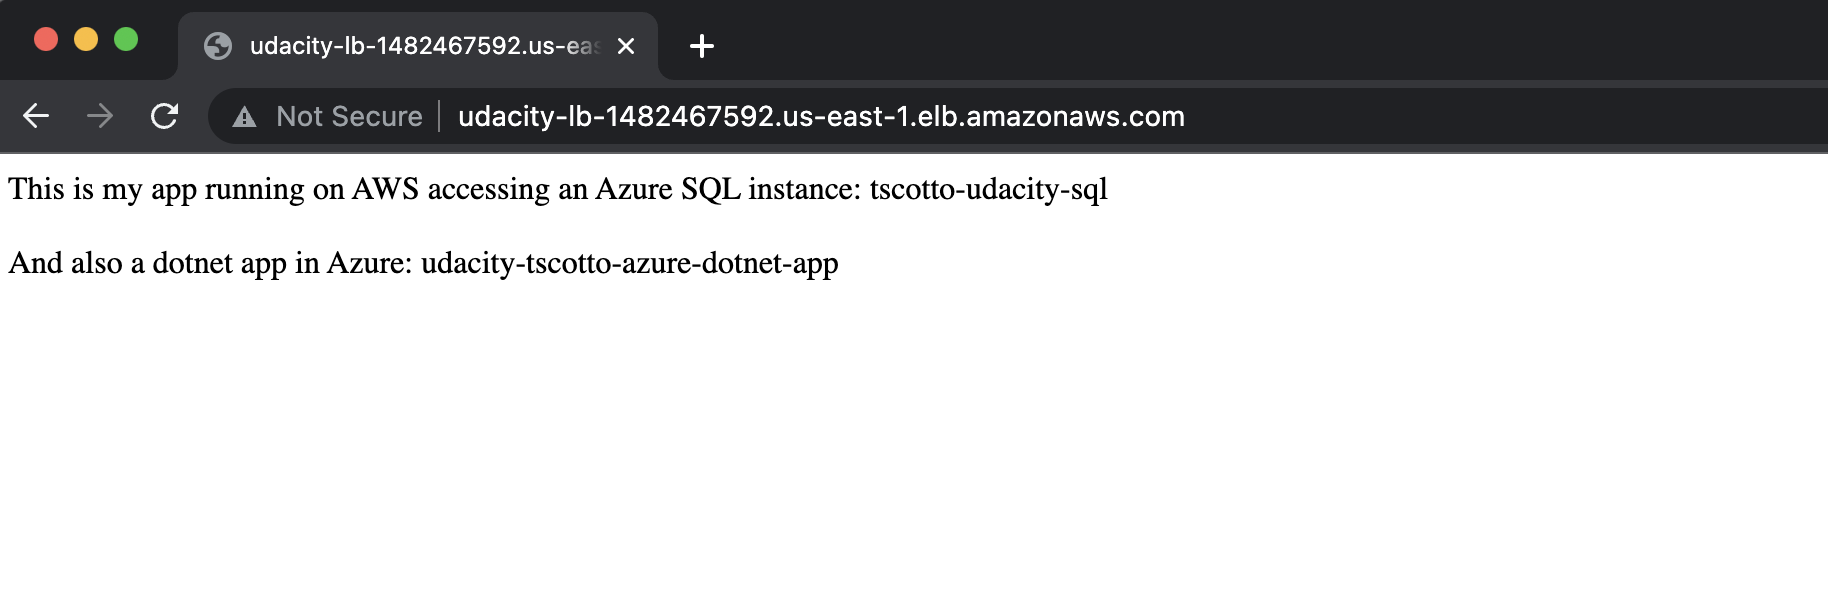 udacity-lb-1482467592.us-eas
Not Secure | udacity-lb-1482467592.us-east-1.elb.amazonaws.com
This is my app running on AWS accessing an Azure SQL instance: tscotto-udacity-sql
And also a dotnet app in Azure: udacity-tscotto-azure-dotnet-app